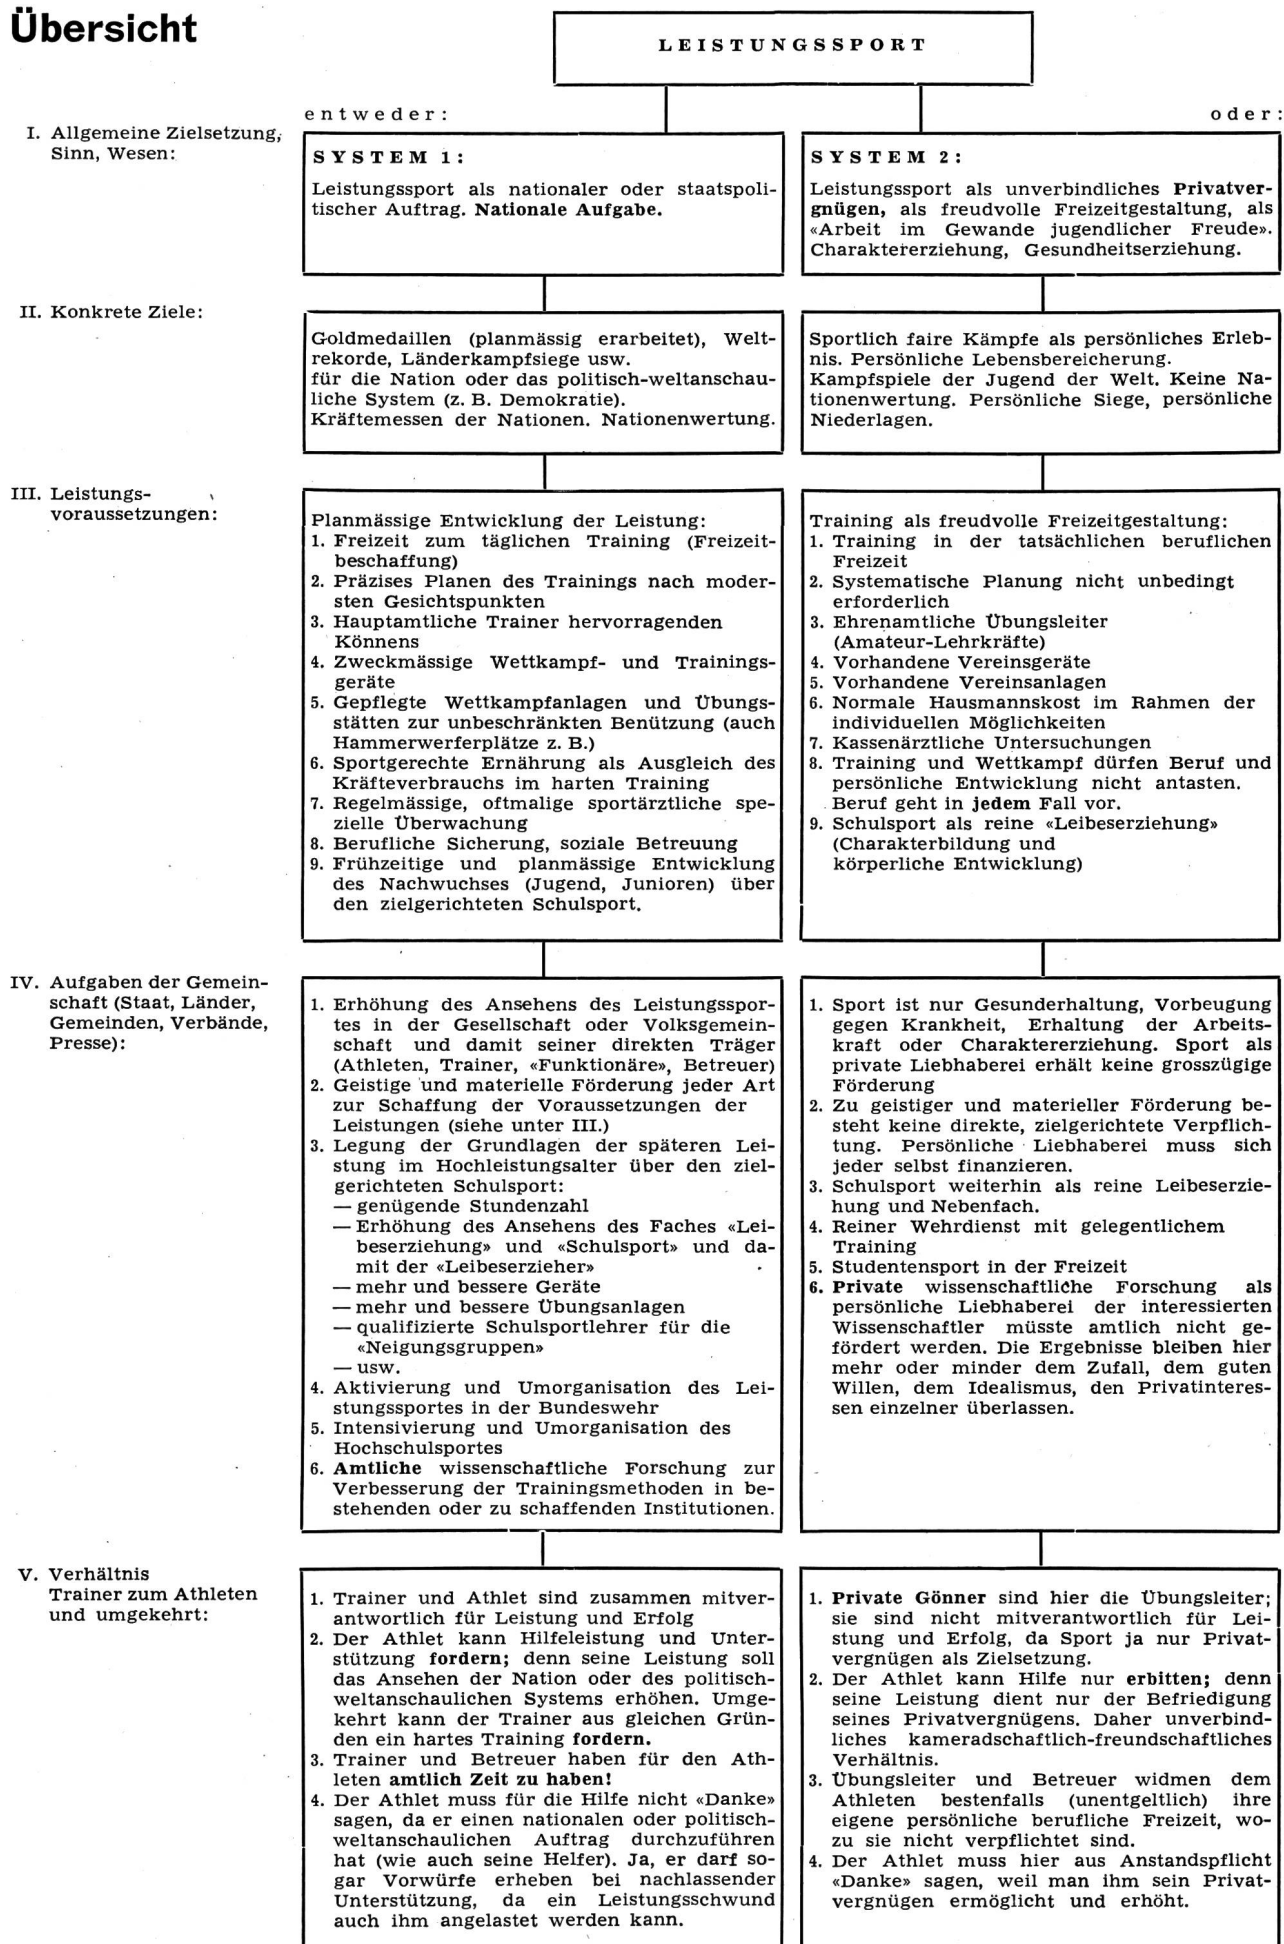 Übersicht
LEISTUNGSSPORT
entweder:
oder:
I. Allgemeine Zielsetzung,
Sinn, Wesen:
SYSTEM 1:
Leistungssport als nationaler oder staatspoli-
tischer Auftrag. Nationale Aufgabe.
SYSTEM 2:
Leistungssport als unverbindliches Privatver-
gnügen, als freudvolle Freizeitgestaltung, als
«Arbeit im Gewande jugendlicher Freude».
Charaktererziehung, Gesundheitserziehung.
II. Konkrete Ziele:
Goldmedaillen (planmässig erarbeitet), Welt-
rekorde, Länderkampfsiege usw.
für die Nation oder das politisch-weltanschau-
liche System (z. B. Demokratie).
Kräftemessen der Nationen. Nationenwertung.
Sportlich faire Kämpfe als persönliches Erleb-
nis. Persönliche Lebensbereicherung.
Kampfspiele der Jugend der Welt. Keine Na-
tionenwertung. Persönliche Siege, persönliche
Niederlagen.
III. Leistungs-
voraussetzungen:
Planmässige Entwicklung der Leistung:
1. Freizeit zum täglichen Training (Freizeit-
beschaffung)
2. Präzises Planen des Trainings nach moder-
sten Gesichtspunkten
3. Hauptamtliche Trainer hervorragenden
Könnens
4. Zweckmässige Wettkampf- und Trainings-
geräte
5. Gepflegte Wettkampfanlagen und Übungs-
stätten zur unbeschränkten Benützung (auch
Hammerwerferplätze z. B.)
6. Sportgerechte Ernährung als Ausgleich des
Kräfteverbrauchs im harten Training
7. Regelmässige, oftmalige sportärztliche spe-
zielle Überwachung
8. Berufliche Sicherung, soziale Betreuung
9. Frühzeitige und planmässige Entwicklung
des Nachwuchses (Jugend, Junioren) über
den zielgerichteten Schulsport.
Training als freudvolle Freizeitgestaltung:
1. Training in der tatsächlichen beruflichen
Freizeit
2. Systematische Planung nicht unbedingt
erforderlich
3. Ehrenamtliche Übungsleiter
(Amateur-Lehrkräfte)
4. Vorhandene Vereinsgeräte
5. Vorhandene Vereinsanlagen
6. Normale Hausmannskost im Rahmen der
individuellen Möglichkeiten
7. Kassenärztliche Untersuchungen
8. Training und Wettkampf dürfen Beruf und
persönliche Entwicklung nicht antasten.
Beruf geht in jedem Fall vor.
9. Schulsport als reine «Leibeserziehung»
(Charakterbildung und
körperliche Entwicklung)
IV. Aufgaben der Gemein-
schaft (Staat, Länder,
Gemeinden, Verbände,
Presse):
1. Erhöhung des Ansehens des Leistungsspor-
tes in der Gesellschaft oder Volksgemein-
schaft und damit seiner direkten Träger
(Athleten, Trainer, «Funktionäre», Betreuer)
2. Geistige und materielle Förderung jeder Art
zur Schaffung der Voraussetzungen der
Leistungen (siehe unter III.)
3. Legung der Grundlagen der späteren Lei-
stung im Hochleistungsalter über den ziel-
gerichteten Schulsport:
— genügende Stundenzahl
— Erhöhung des Ansehens des Faches «Lei-
beserziehung» und «Schulsport» und da-
mit der «Leibeserzieher»
— mehr und bessere Geräte
— mehr und bessere Übungsanlagen
— qualifizierte Schulsportlehrer für die
«Neigungsgruppen»
— usw.
4. Aktivierung und Umorganisation des Lei-
stungssportes in der Bundeswehr
5. Intensivierung und Umorganisation des
Hochschulsportes
6. Amtliche wissenschaftliche Forschung zur
Verbesserung der Trainingsmethoden in be-
stehenden oder zu schaffenden Institutionen.
1. Sport ist nur Gesunderhaltung, Vorbeugung
gegen Krankheit, Erhaltung der Arbeits-
kraft oder Charaktererziehung. Sport als
private Liebhaberei erhält keine grosszügige
Förderung
2. Zu geistiger und materieller Förderung be-
steht keine direkte, zielgerichtete Verpflich-
tung. Persönliche Liebhaberei muss sich
jeder selbst finanzieren.
3. Schulsport weiterhin als reine Leibeserzie-
hung und Nebenfach.
4. Reiner Wehrdienst mit gelegentlichem
Training
5. Studentensport in der Freizeit
6. Private wissenschaftliche Forschung als
persönliche Liebhaberei der interessierten
Wissenschaftler müsste amtlich nicht ge-
fördert werden. Die Ergebnisse bleiben hier
mehr oder minder dem Zufall, dem guten
Willen, dem Idealismus, den Privatinteres-
sen einzelner überlassen.
V. Verhältnis
Trainer zum Athleten
und umgekehrt:
1. Trainer und Athlet sind zusammen mitver-
antwortlich für Leistung und Erfolg
2. Der Athlet kann Hilfeleistung und Unter-
stützung fordern; denn seine Leistung soll
das Ansehen der Nation oder des politisch-
weltanschaulichen Systems erhöhen. Umge-
kehrt kann der Trainer aus gleichen Grün-
den ein hartes Training fordern.
3. Trainer und Betreuer haben für den Ath-
leten amtlich Zeit zu haben!
4. Der Athlet muss für die Hilfe nicht «Danke»
sagen, da er einen nationalen oder politisch-
weltanschaulichen Auftrag durchzuführen
hat (wie auch seine Helfer). Ja, er darf so-
gar Vorwürfe erheben bei nachlassender
Unterstützung, da ein Leistungsschwund
auch ihm angelastet werden kann.
1. Private Gönner sind hier die Übungsleiter;
sie sind nicht mitverantwortlich für Lei-
stung und Erfolg, da Sport ja nur Privat-
vergnügen als Zielsetzung.
2. Der Athlet kann Hilfe nur erbitten; denn
seine Leistung dient nur der Befriedigung
seines Privatvergnügens. Daher unverbind-
liches kameradschaftlich-freundschaftliches
Verhältnis.
3. Übungsleiter und Betreuer widmen dem
Athleten bestenfalls (unentgeltlich) ihre
eigene persönliche berufliche Freizeit, wo-
zu sie nicht verpflichtet sind.
4. Der Athlet muss hier aus Anstandspflicht
«Danke» sagen, weil man ihm sein Privat-
vergnügen ermöglicht und erhöht.